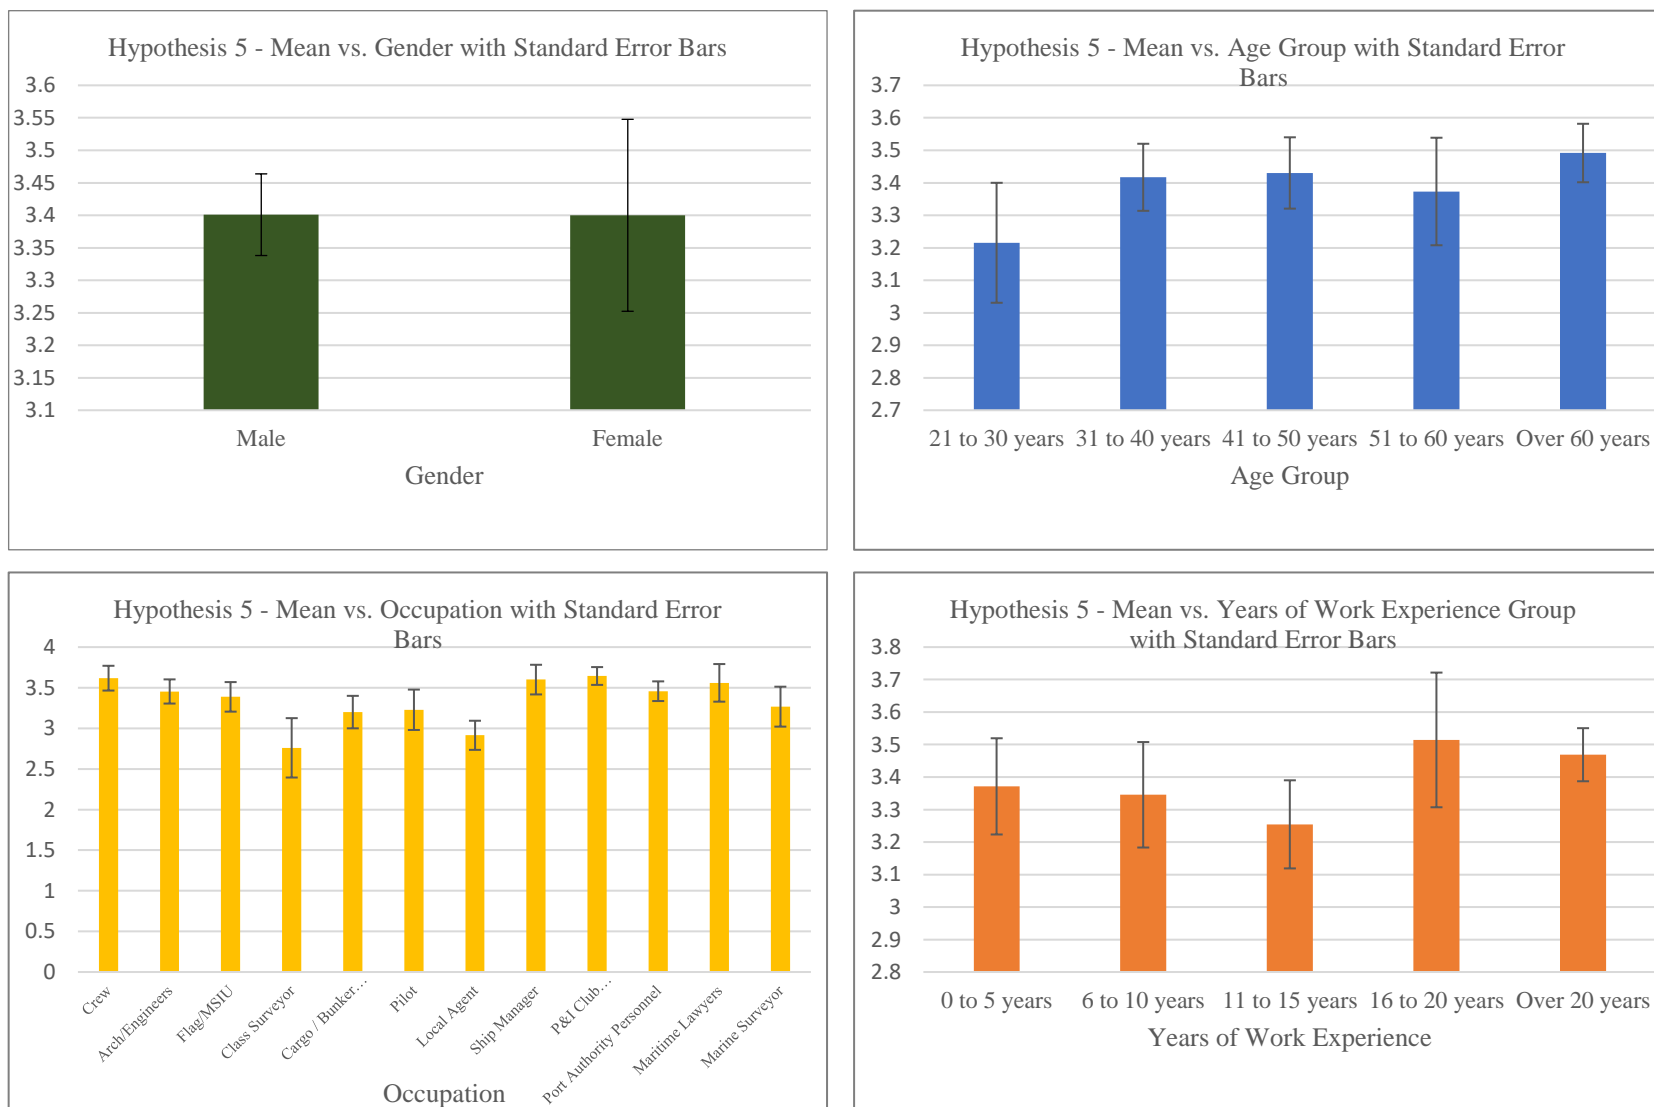 Hypothesis 5 - Mean vs. Gender with Standard Error Bars
3.6
3.55
3.5
3.45
3.4
3.35
3.3
3.25
3.2
3.15
3.1
Male Female
Gender
Hypothesis 5 - Mean vs. Age Group with Standard Error
Bars
3.7
3.6
3.5
3.4
3.3
3.2
3.1
3
2.9
2.8
2.7
21 to 30 years 31 to 40 years 41 to 50 years 51 to 60 years Over 60 years
Age Group
Hypothesis 5 - Mean vs. Occupation with Standard Error
Bars
4
3.5
3
2.5
2
1.5
1
0.5
0
Crew
Arch/Engineers
Flag/MSIU
Class Surveyor
Cargo / Bunker…
Pilot
Local Agent
Ship Manager
P&I Club…
Port Authority Personnel
Maritime Lawyers
Marine Surveyor
Occupation
Hypothesis 5 - Mean vs. Years of Work Experience Group
with Standard Error Bars
3.8
3.7
3.6
3.5
3.4
3.3
3.2
3.1
3
2.9
2.8
0 to 5 years 6 to 10 years 11 to 15 years 16 to 20 years Over 20 years
Years of Work Experience